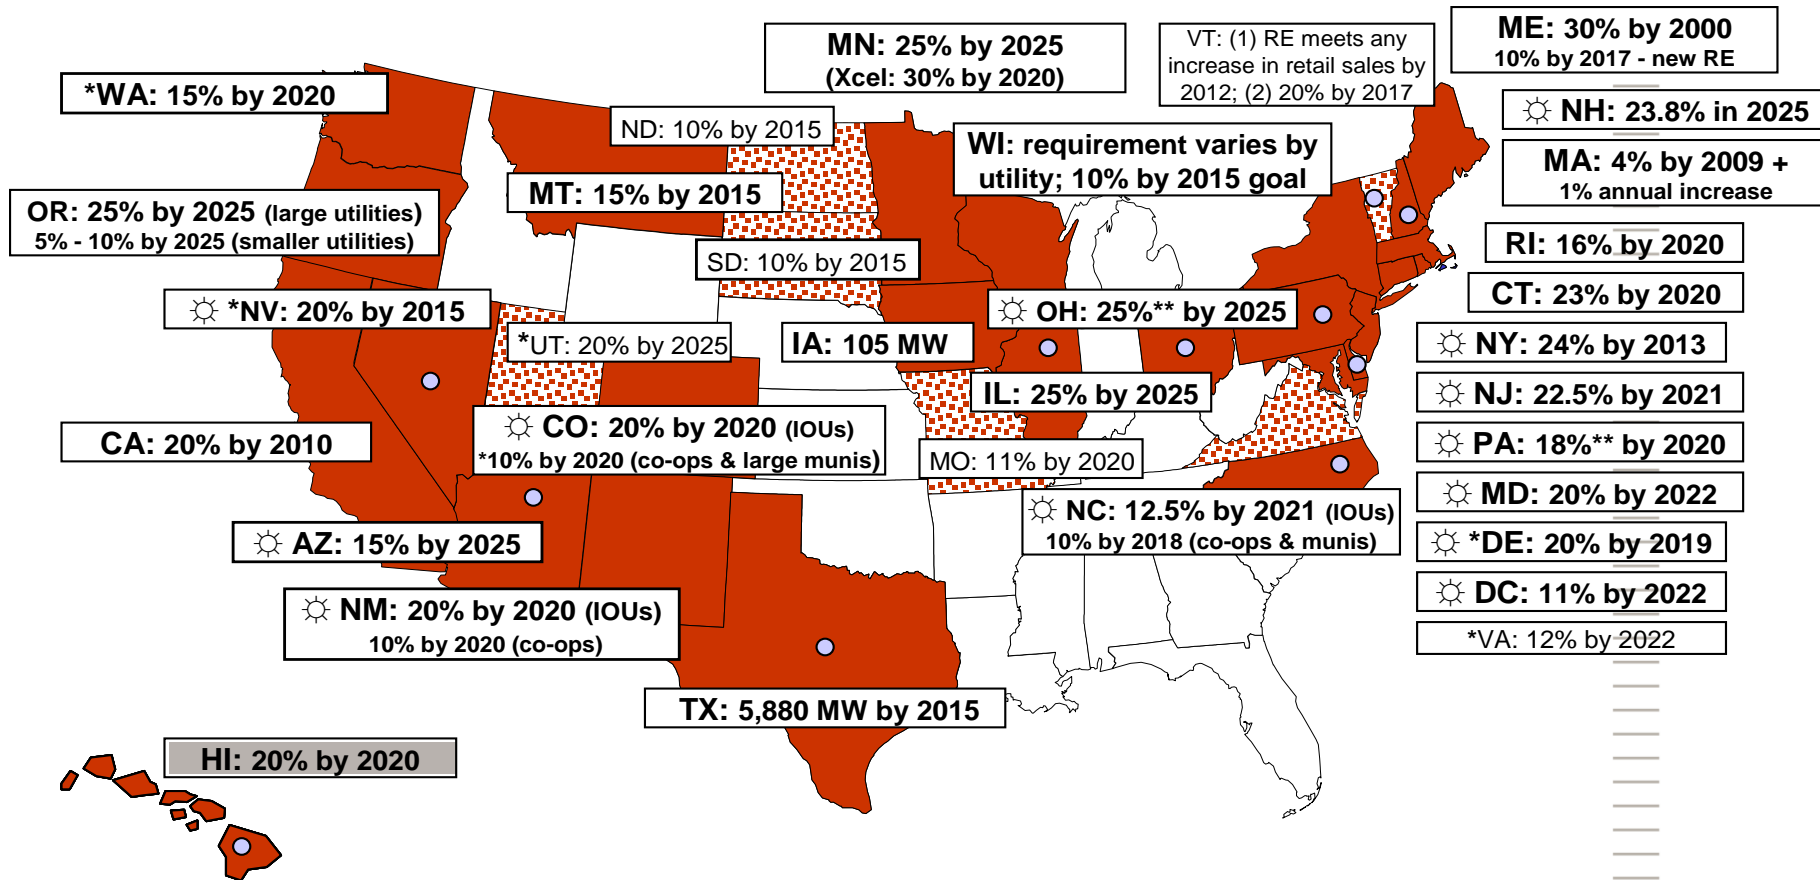 MN: 25% by 2025
(Xcel: 30% by 2020)
VT: (1) RE meets any
increase in retail sales by
2012; (2) 20% by 2017
ME: 30% by 2000
10% by 2017 - new RE
*WA: 15% by 2020
☼ NH: 23.8% in 2025
ND: 10% by 2015
WI: requirement varies by
utility; 10% by 2015 goal
MA: 4% by 2009 +
1% annual increase
MT: 15% by 2015
OR: 25% by 2025 (large utilities)
5% - 10% by 2025 (smaller utilities)
RI: 16% by 2020
SD: 10% by 2015
CT: 23% by 2020
☼ *NV: 20% by 2015
☼ OH: 25%** by 2025
*UT: 20% by 2025
IA: 105 MW
☼ NY: 24% by 2013
IL: 25% by 2025
☼ NJ: 22.5% by 2021
CA: 20% by 2010
☼ CO: 20% by 2020 (IOUs)
*10% by 2020 (co-ops & large munis)
MO: 11% by 2020
☼ PA: 18%** by 2020
☼ MD: 20% by 2022
☼ NC: 12.5% by 2021 (IOUs)
10% by 2018 (co-ops & munis)
☼ AZ: 15% by 2025
☼ *DE: 20% by 2019
☼ NM: 20% by 2020 (IOUs)
10% by 2020 (co-ops)
☼ DC: 11% by 2022
*VA: 12% by 2022
TX: 5,880 MW by 2015
HI: 20% by 2020